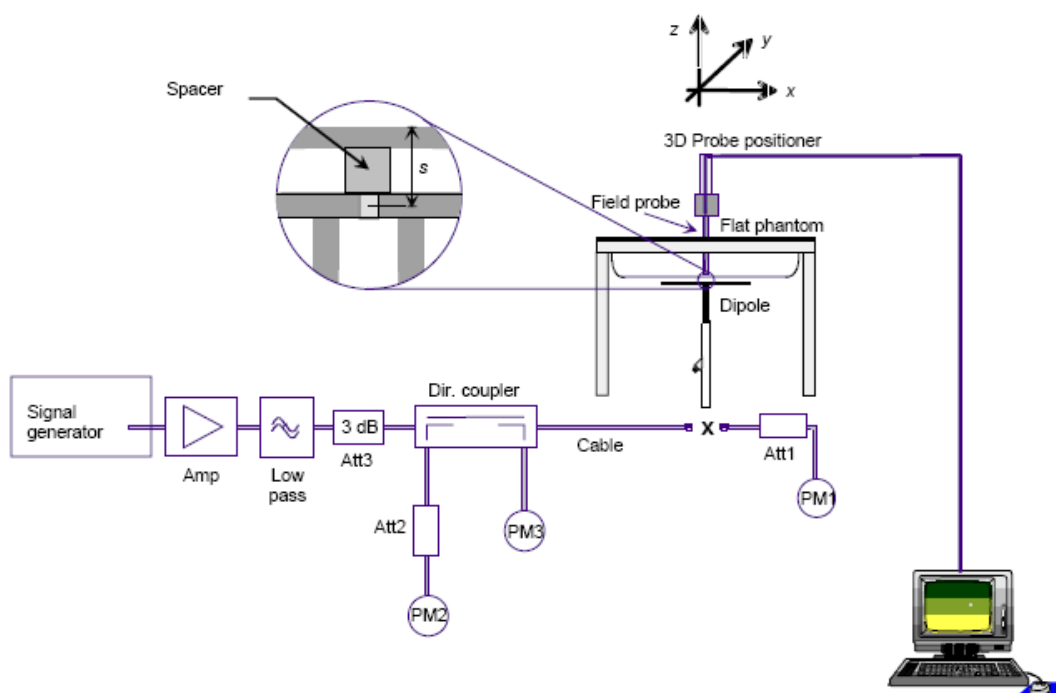 z
y
x
Spacer
s
3D Probe positioner
Field probe
Flat phantom
Dipole
Signal
generator
Amp
Low
pass
3 dB
Att3
Dir. coupler
Cable
X
Att1
PM1
Att2
PM3
PM2